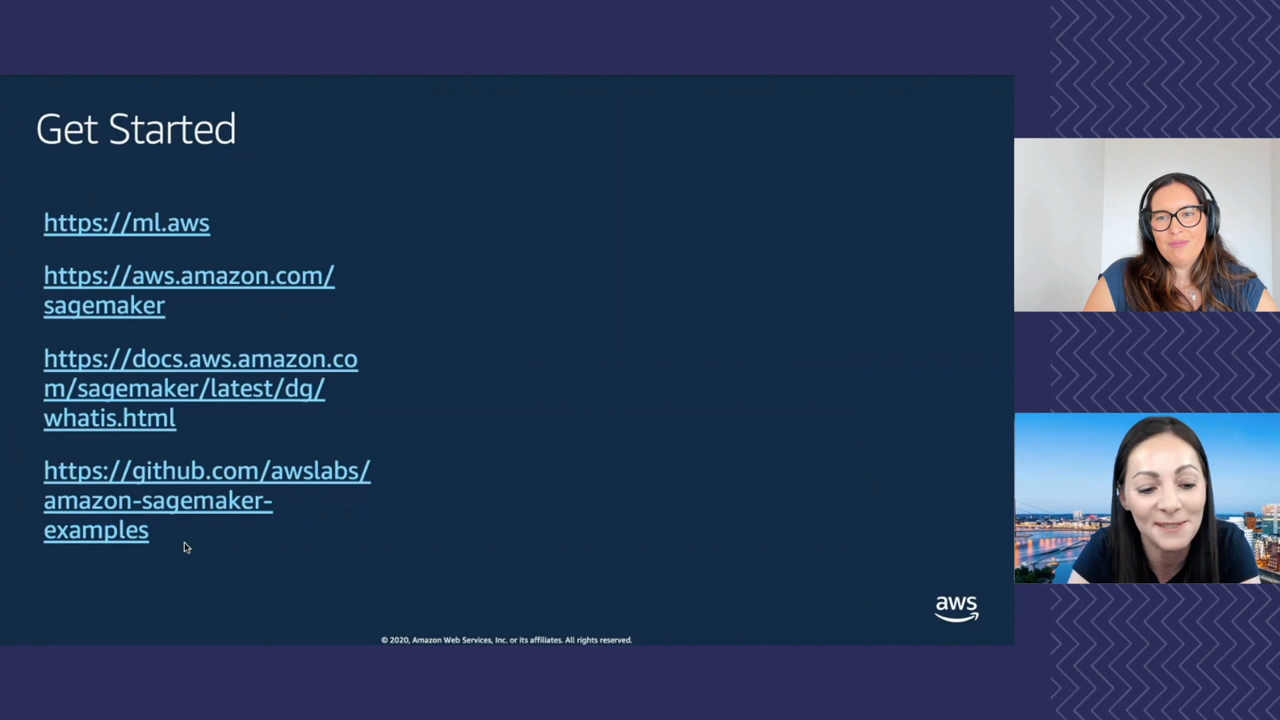 Get Started
https://ml.aws
https://aws.amazon.com/
sagemaker
https://docs.aws.amazon.co
m/sagemaker/latest/dg/
whatis.html
https://github.com/awslabs/
amazon-sagemaker-
examples
aws
© 2020, Amazon Web Services, Inc. or its affiliates. All rights reserved.